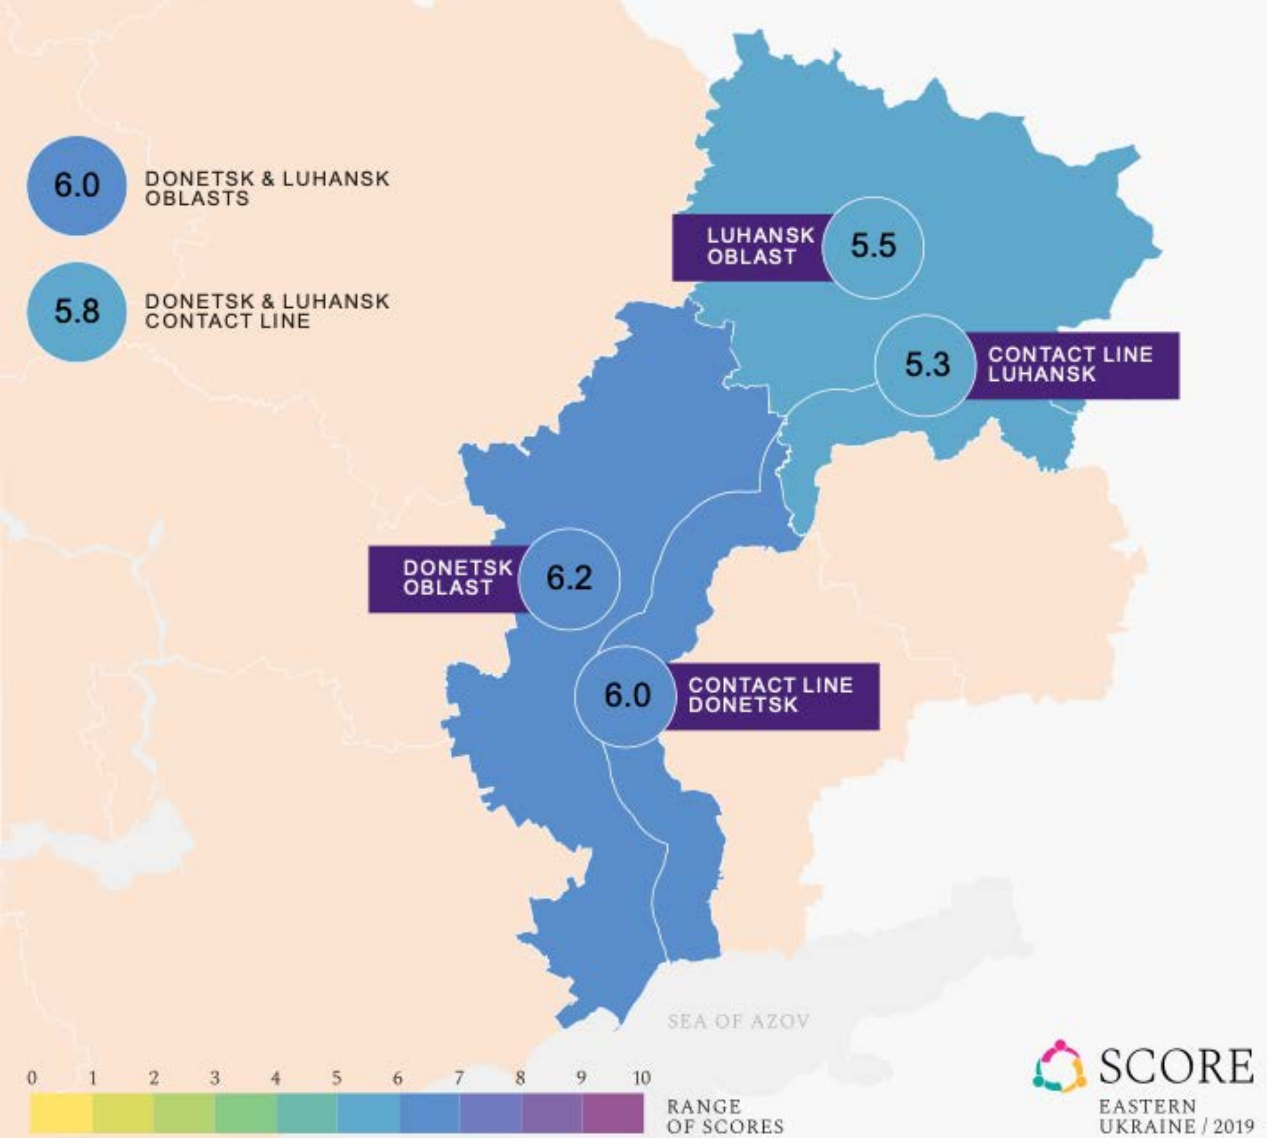 6.0
DONETSK & LUHANSK
OBLASTS
5.8
DONETSK & LUHANSK
CONTACT LINE
LUHANSK
OBLAST
5.5
5.3
CONTACT LINE
LUHANSK
DONETSK
OBLAST
6.2
6.0
CONTACT LINE
DONETSK
SEA OF AZOV
0 1 2 3 4 5 6 7 8 9 10
RANGE
OF SCORES
SCORE
EASTERN
UKRAINE / 2019